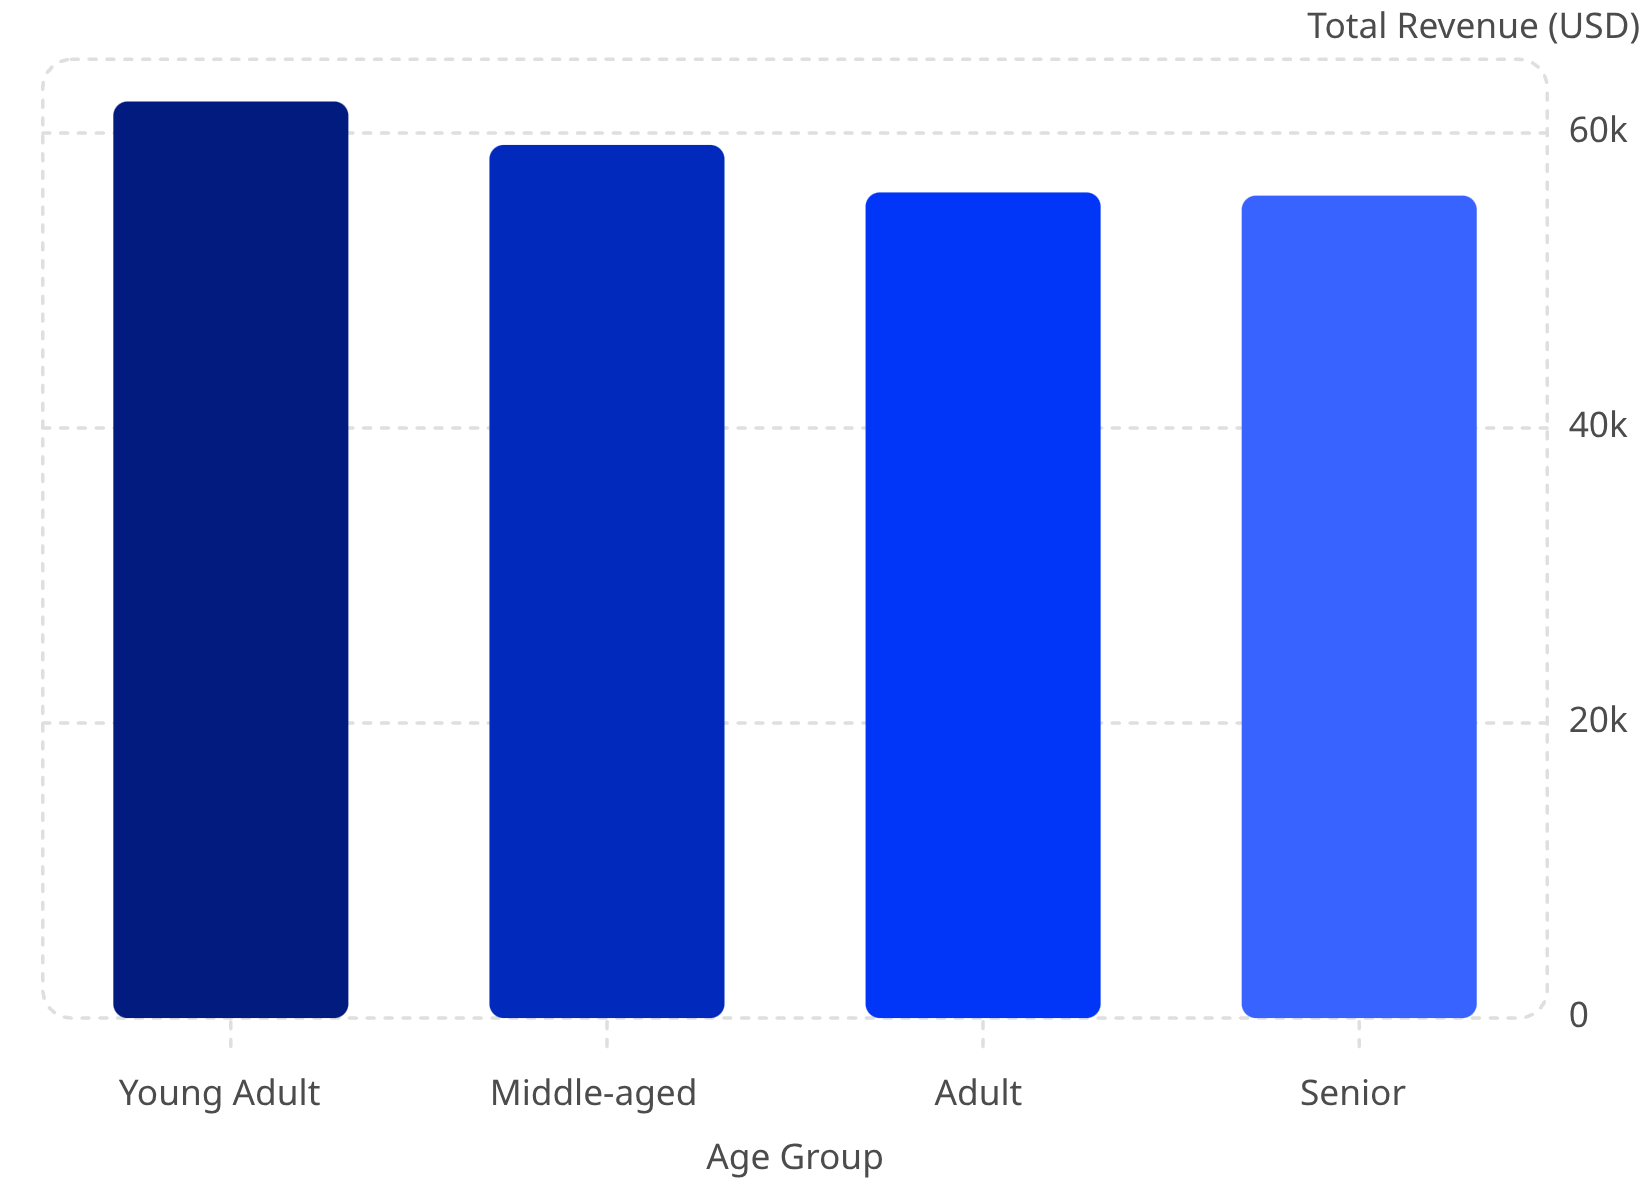 Total Revenue (USD)
60k
40k
20k
0
Young Adult
Middle-aged
Adult
Senior
Age Group